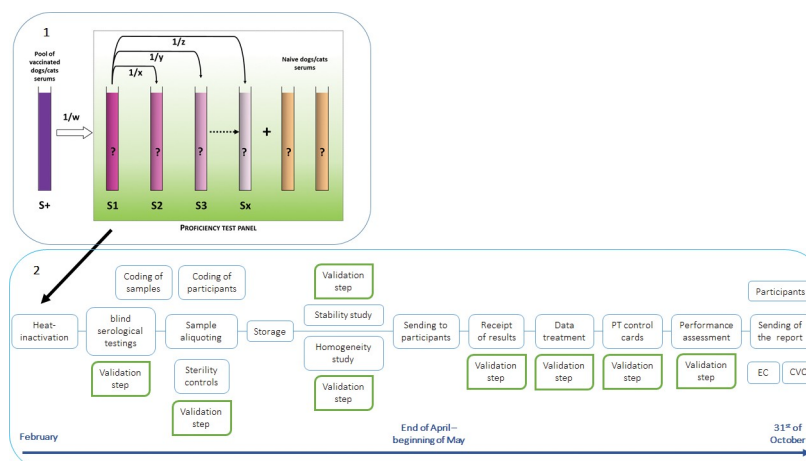 1
Pool of
vaccinated
dogs/cats
serums
1/w
S+
1/z
1/y
1/x
Naive dogs/cats
serums
+
? ? ? ? ? ?
S1 S2 S3 Sx
PROFICIENCY TEST PANEL
2
Coding of
samples
Coding of
participants
Heat-
inactivation
blind
serological
testings
Validation
step
Sample
aliquoting
Sterility
controls
Validation
step
Storage
Validation
step
Stability study
Homogeneity
study
Validation
step
Sending to
participants
Receipt
of results
Validation
step
Data
treatment
Validation
step
PT control
cards
Validation
step
Performance
assessment
Validation
step
Participants
Sending of
the report
EC
CVO
February
End of April–
beginning of May
31st of
October